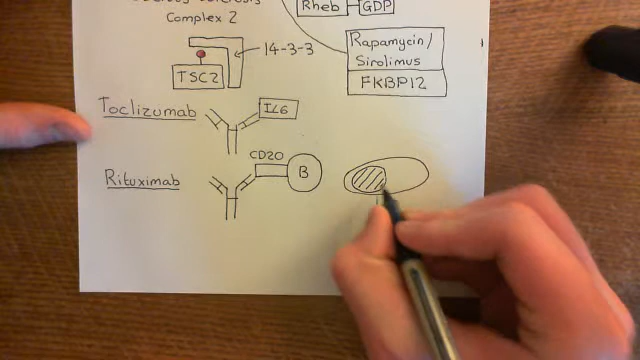 Complex 2
Rheb GDP
14-3-3
TSC2
Rapamycin/
Sirolimus
FKBP12
Toclizumab
IL6
CD20
Rituximab
B